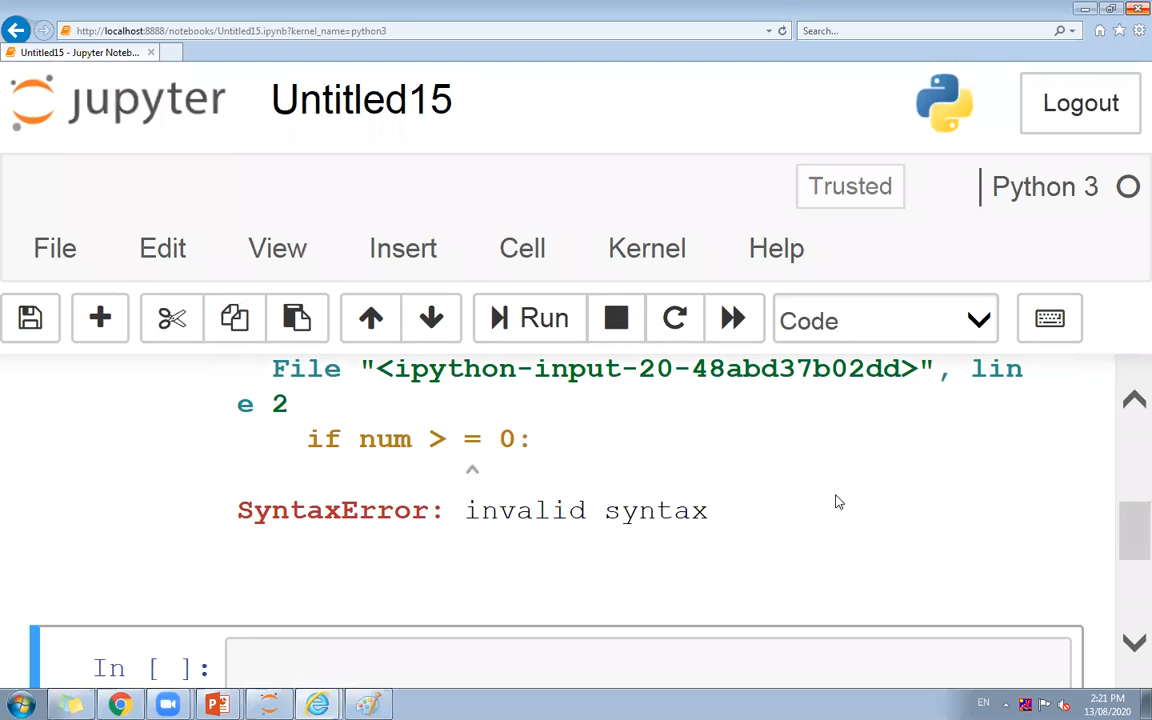 http://localhost:8888/notebooks/Untitled15.ipynb?kernel_name=python3
Search...
Untitled15 - Jupyter Noteb...
jupyter Untitled15
Logout
Trusted
Python 3
File Edit View Insert Cell Kernel Help
Run
Code
File "<ipython-input-20-48abd37b02dd>", lin
e 2
if num > = 0:
^
SyntaxError: invalid syntax
In [ ]:
EN
2:21 PM
13/08/2020